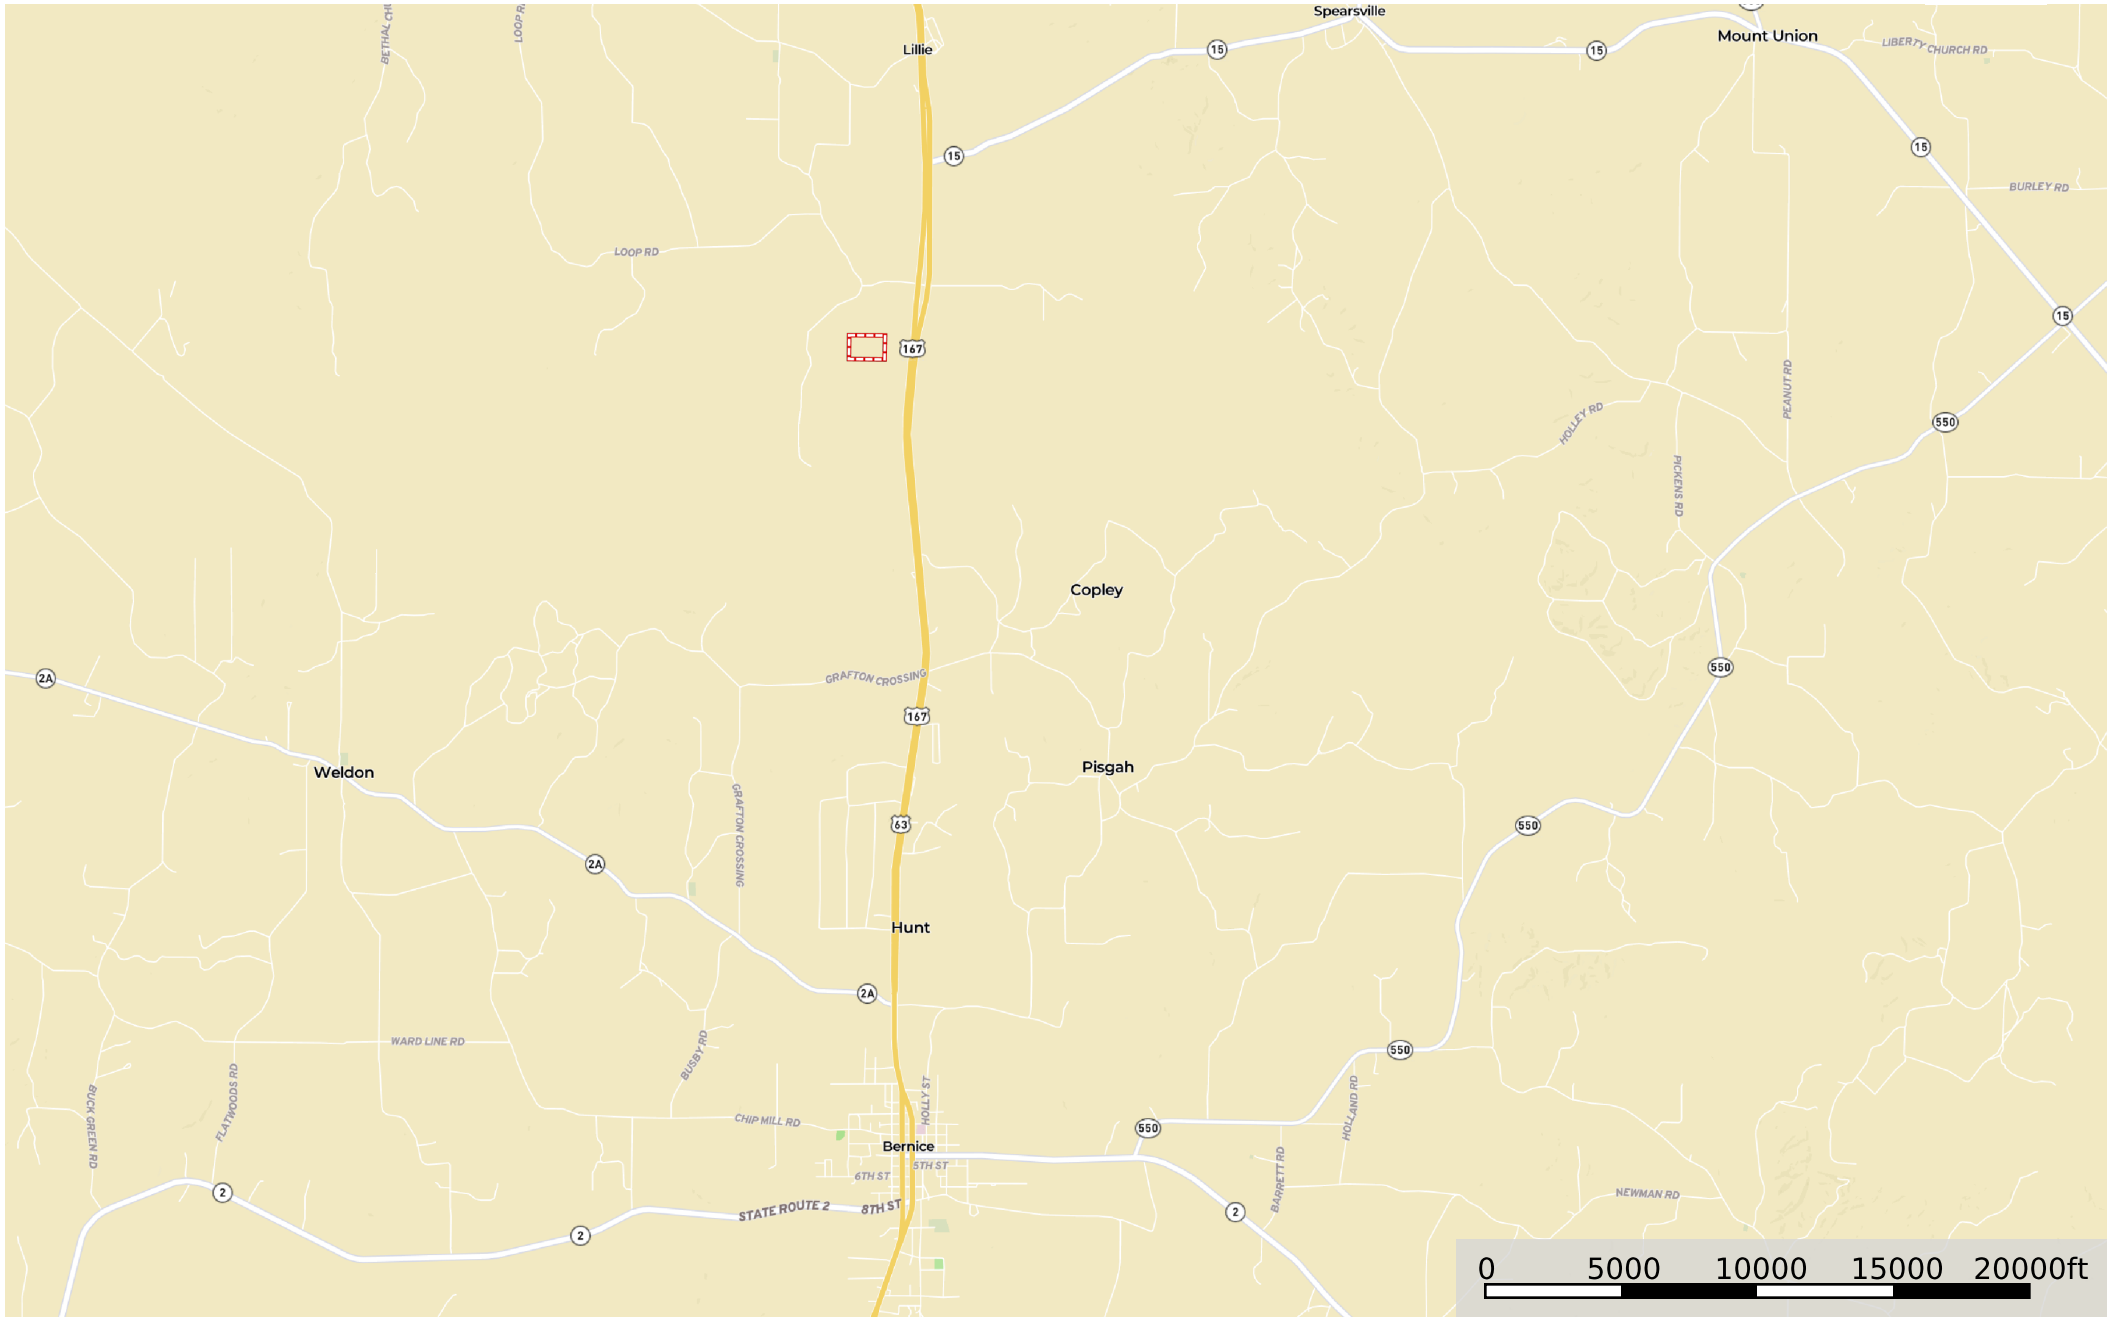 Spearsville
LOOP R
BETHAL CHU
Lillie
15
15
Mount Union
LIBERTY CHURCH RD
15
15
BURLEY RD
LOOP RD
15
167
PEANUT RD
HOLLEY RD
550
PICKENS RD
Copley
550
2A
GRAFTON CROSSING
167
Weldon
Pisgah
63
550
GRAFTON CROSSING
2A
Hunt
2A
WARD LINE RD
BUSBY RD
550
BUCK GREEN RD
FLATWOODS RD
HOLLY ST
HOLLAND RD
CHIP MILL RD
550
Bernice
5TH ST
6TH ST
BARRETT RD
2
NEWMAN RD
STATE ROUTE 2
8TH ST
2
2
0 5000 10000 15000 20000ft